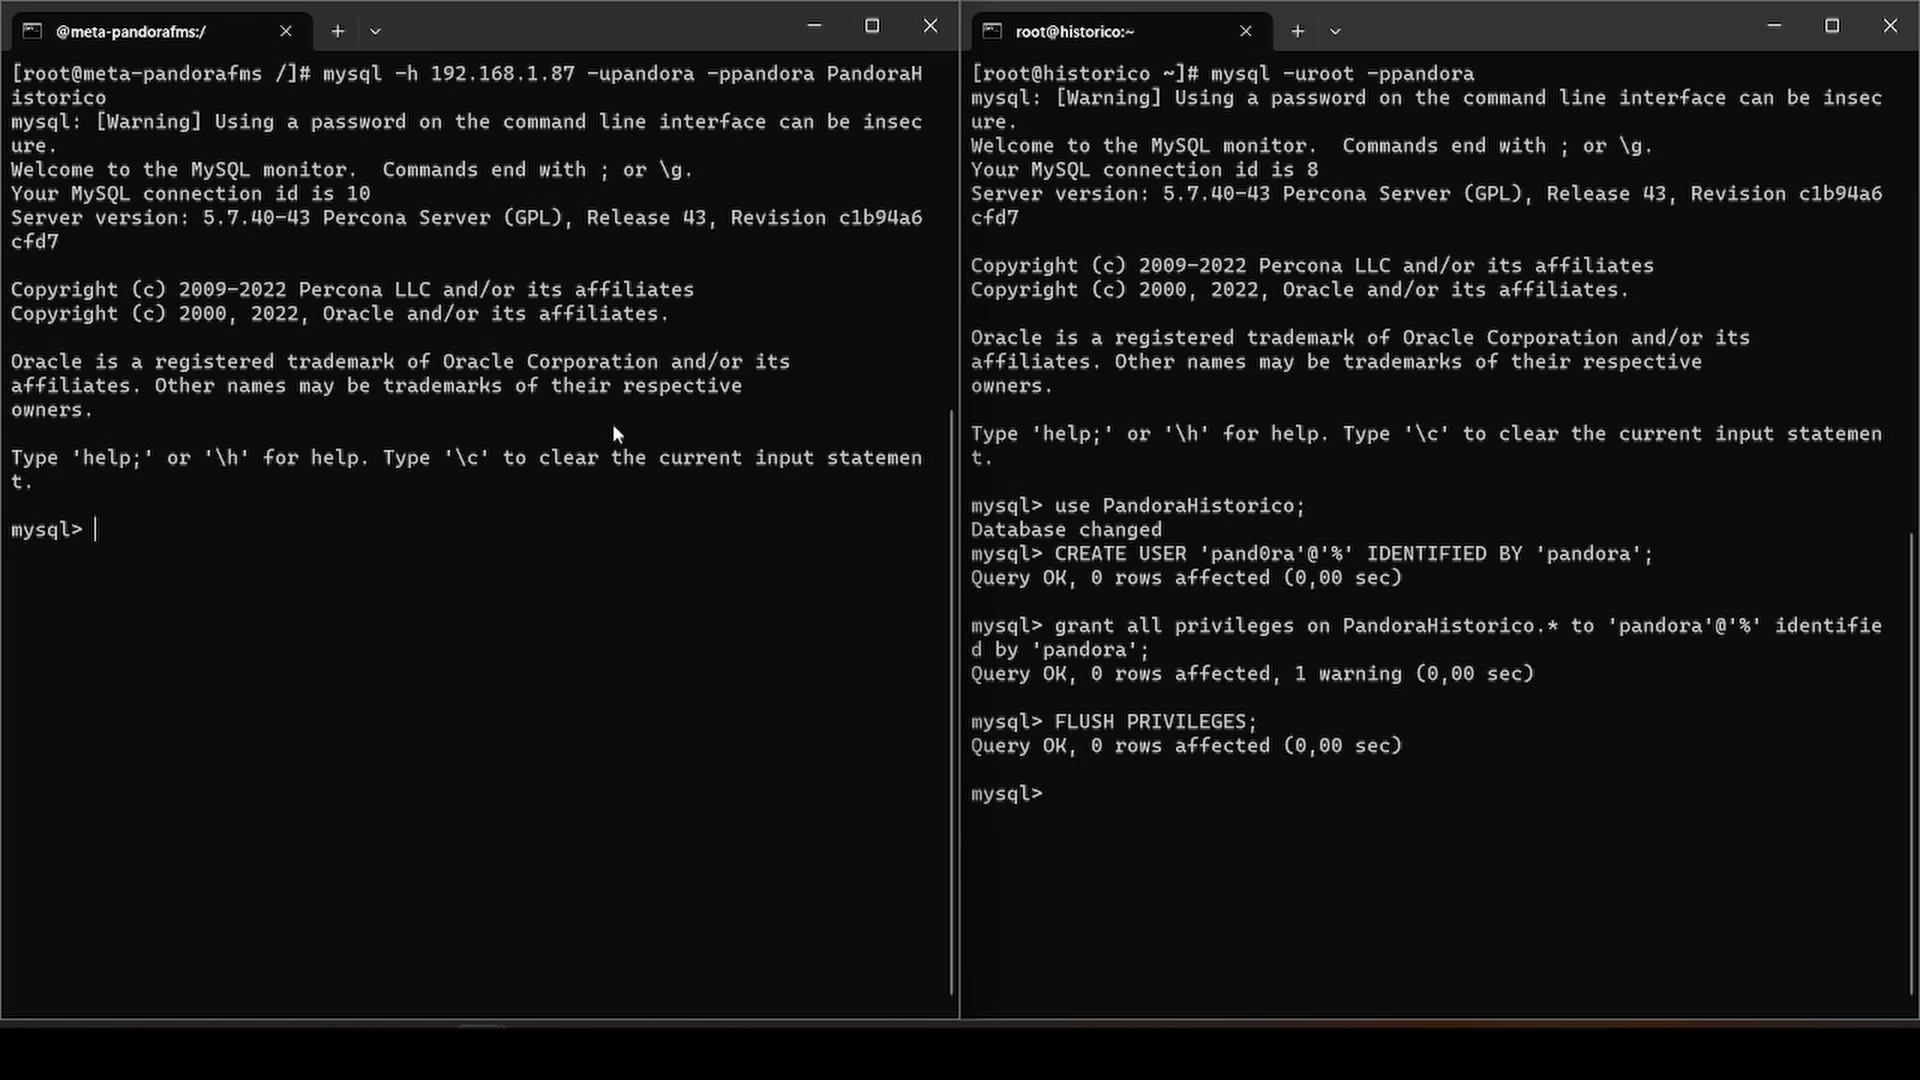 @meta-pandorafms:/
[root@meta-pandorafms /]# mysql -h 192.168.1.87 -upandora -ppandora PandoraH
istorico
mysql: [Warning] Using a password on the command line interface can be insec
ure.
Welcome to the MySQL monitor.  Commands end with ; or \g.
Your MySQL connection id is 10
Server version: 5.7.40-43 Percona Server (GPL), Release 43, Revision c1b94a6
cfd7
Copyright (c) 2009-2022 Percona LLC and/or its affiliates
Copyright (c) 2000, 2022, Oracle and/or its affiliates.
Oracle is a registered trademark of Oracle Corporation and/or its
affiliates. Other names may be trademarks of their respective
owners.
Type 'help;' or '\h' for help. Type '\c' to clear the current input statemen
t.
mysql>
root@historico:~
[root@historico ~]# mysql -uroot -ppandora
mysql: [Warning] Using a password on the command line interface can be insec
ure.
Welcome to the MySQL monitor.  Commands end with ; or \g.
Your MySQL connection id is 8
Server version: 5.7.40-43 Percona Server (GPL), Release 43, Revision c1b94a6
cfd7
Copyright (c) 2009-2022 Percona LLC and/or its affiliates
Copyright (c) 2000, 2022, Oracle and/or its affiliates.
Oracle is a registered trademark of Oracle Corporation and/or its
affiliates. Other names may be trademarks of their respective
owners.
Type 'help;' or '\h' for help. Type '\c' to clear the current input statemen
t.
mysql> use PandoraHistorico;
Database changed
mysql> CREATE USER 'pand0ra'@'%' IDENTIFIED BY 'pandora';
Query OK, 0 rows affected (0,00 sec)
mysql> grant all privileges on PandoraHistorico.* to 'pandora'@'%' identifie
d by 'pandora';
Query OK, 0 rows affected, 1 warning (0,00 sec)
mysql> FLUSH PRIVILEGES;
Query OK, 0 rows affected (0,00 sec)
mysql>